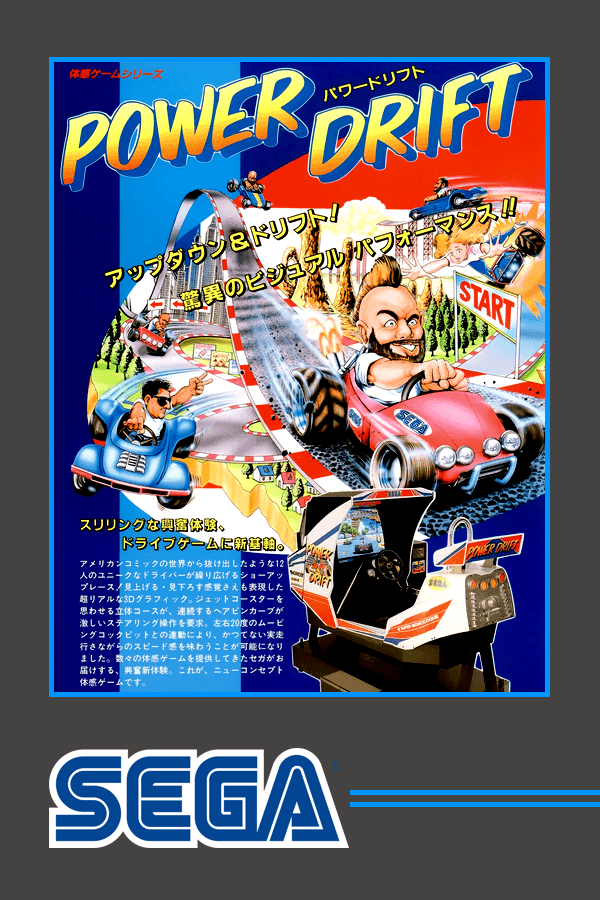 体感ゲームシリーズ
POWER DRIFT
パワードリフト
アップダウン&ドリフト!
驚異のビジュアル パフォーマンス!!
START
SEGA
SEGA
スリリングな興奮体験、
ドライブゲームに新基軸。
アメリカンコミックの世界から抜け出したような12
人のユニークなドライバーが繰り広げるショーアッ
プレース!見上げる・見下ろす感覚さえも表現した
超リアルな3Dグラフィック。ジェットコースターを
思わせる立体コースが、連続するヘアピンカーブが
激しいステアリング操作を要求。左右20度のムービ
ングコックピットとの連動により、かつてない実走
行さながらのスピード感を味わうことが可能になり
ました。数々の体感ゲームを提供してきたセガがお
届けする、興奮新体験。これが、ニューコンセプト
体感ゲームです。
POWER
DRIFT
POWER DRIFT
SEGA
SEGA